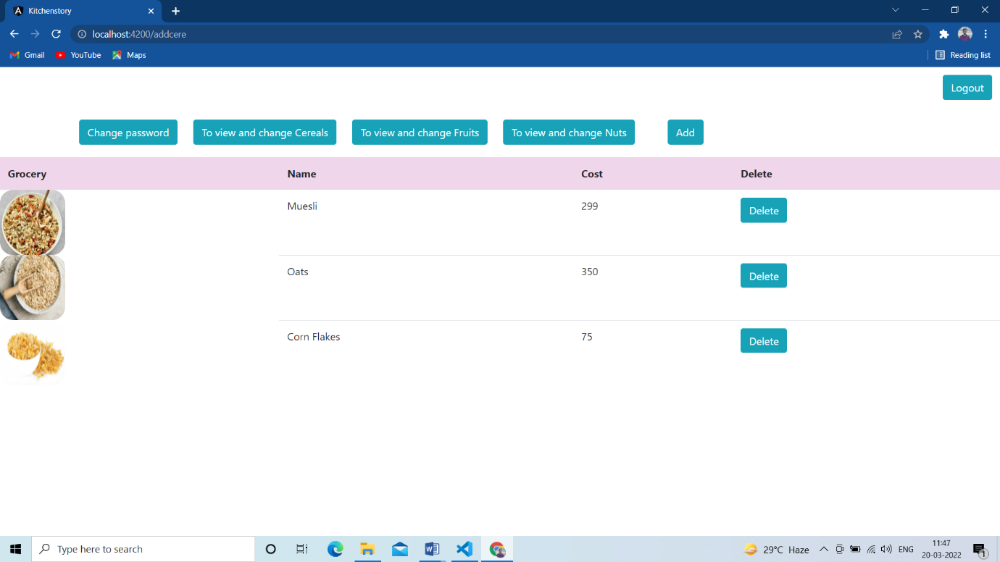 Kitchenstory
localhost:4200/addcere
Gmail YouTube Maps Reading list
Logout
Change password To view and change Cereals To view and change Fruits To view and change Nuts Add
Grocery Name Cost Delete
Muesli 299 Delete
Oats 350 Delete
Corn Flakes 75 Delete
Type here to search 29°C Haze ENG 11:47
20-03-2022 1